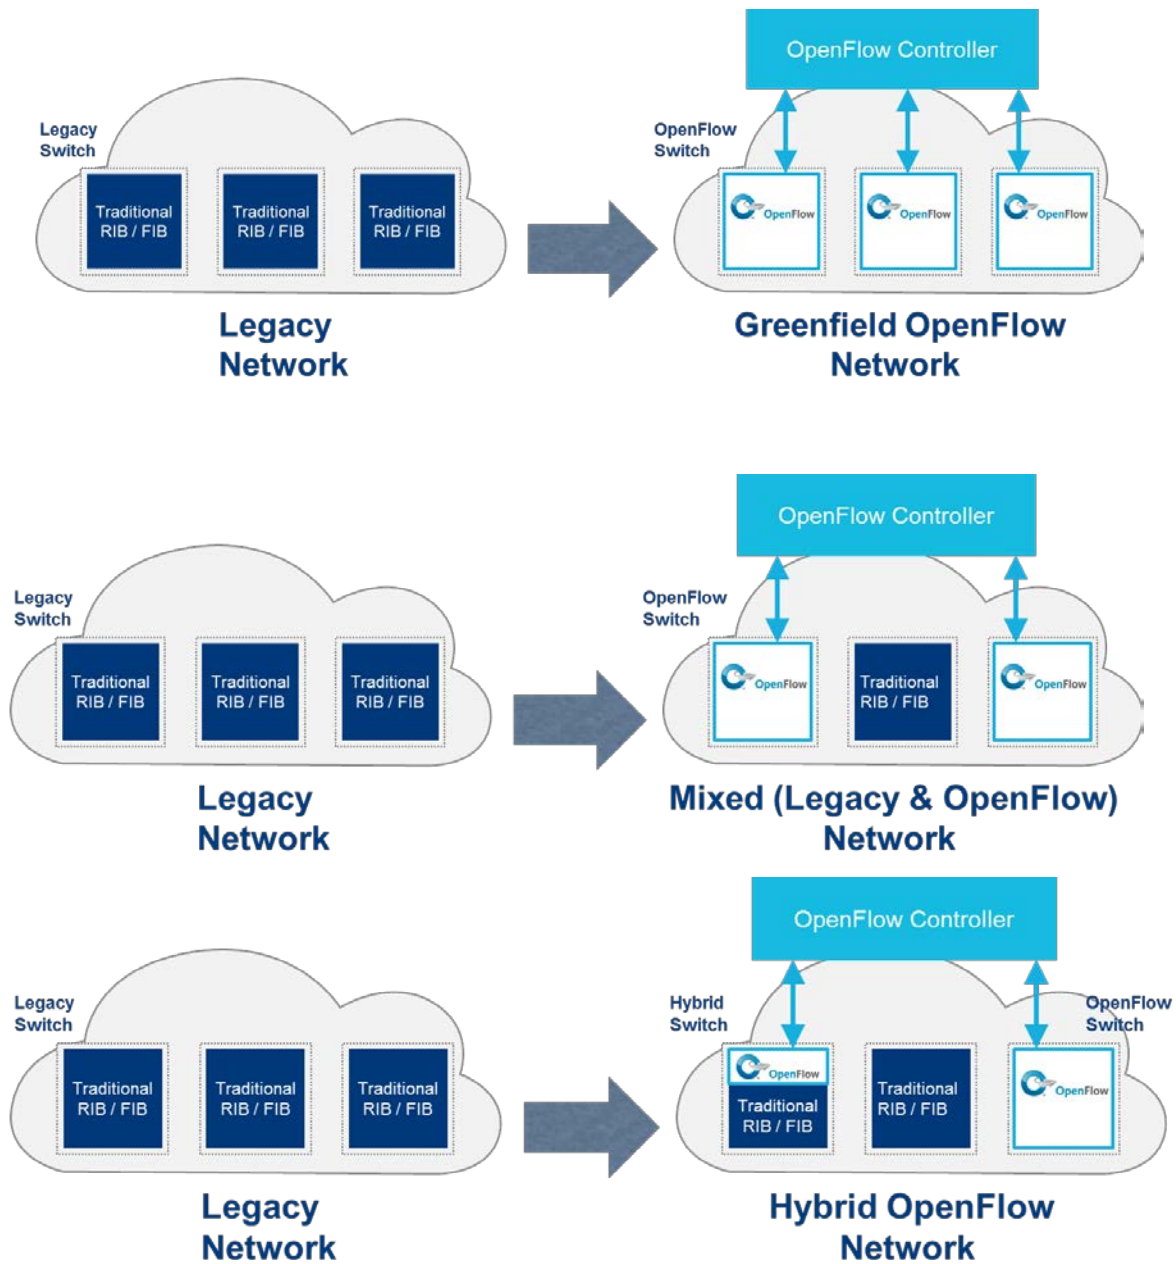 OpenFlow Controller
Legacy
Switch
Traditional
RIB / FIB
Traditional
RIB / FIB
Traditional
RIB / FIB
OpenFlow
Switch
OpenFlow
OpenFlow
OpenFlow
Legacy
Network
Greenfield OpenFlow
Network
OpenFlow Controller
Legacy
Switch
Traditional
RIB / FIB
Traditional
RIB / FIB
Traditional
RIB / FIB
OpenFlow
Switch
OpenFlow
Traditional
RIB / FIB
OpenFlow
Legacy
Network
Mixed (Legacy & OpenFlow)
Network
OpenFlow Controller
Legacy
Switch
Traditional
RIB / FIB
Traditional
RIB / FIB
Traditional
RIB / FIB
Hybrid
Switch
OpenFlow
Switch
OpenFlow
Traditional
RIB / FIB
Traditional
RIB / FIB
OpenFlow
Legacy
Network
Hybrid OpenFlow
Network